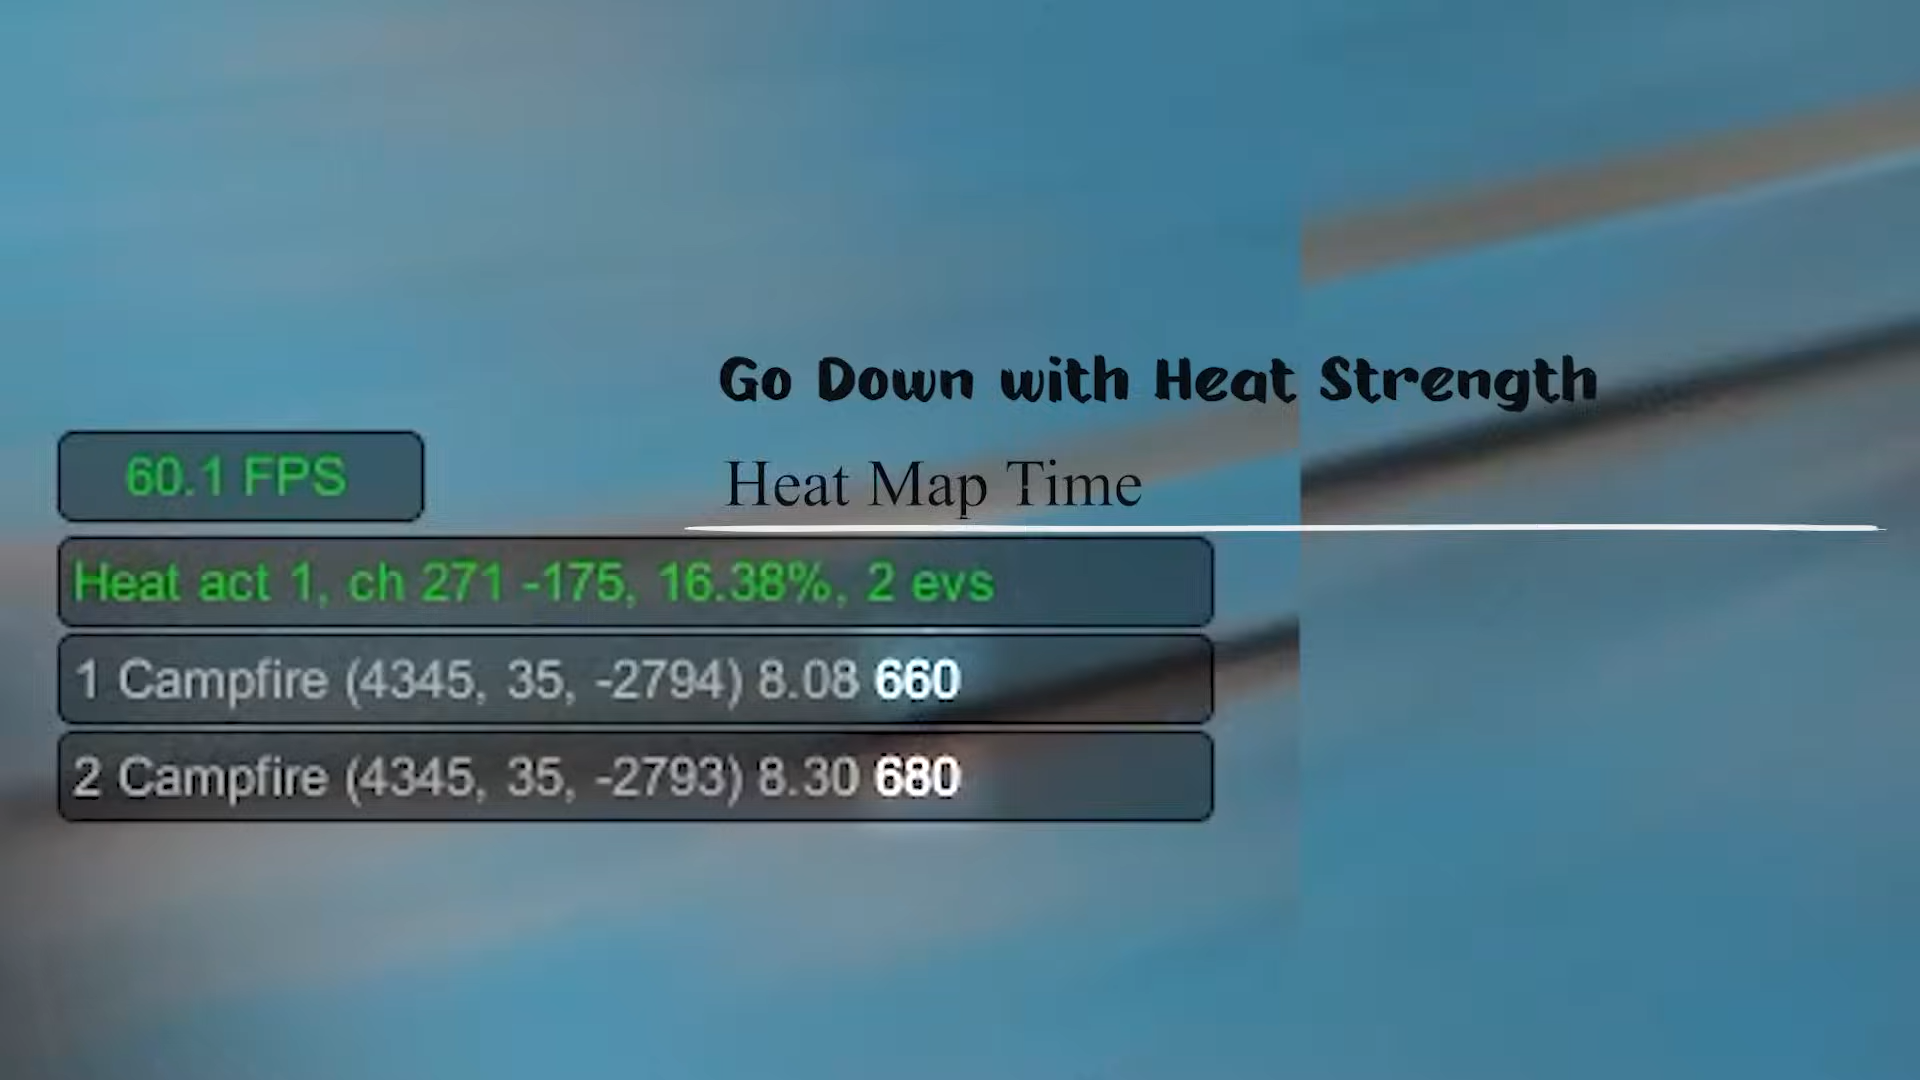 Go Down with Heat Strength
60.1 FPS
Heat Map Time
Heat act 1, ch 271 -175, 16.38%, 2 evs
1 Campfire (4345, 35, -2794) 8.08 660
2 Campfire (4345, 35, -2793) 8.30 680